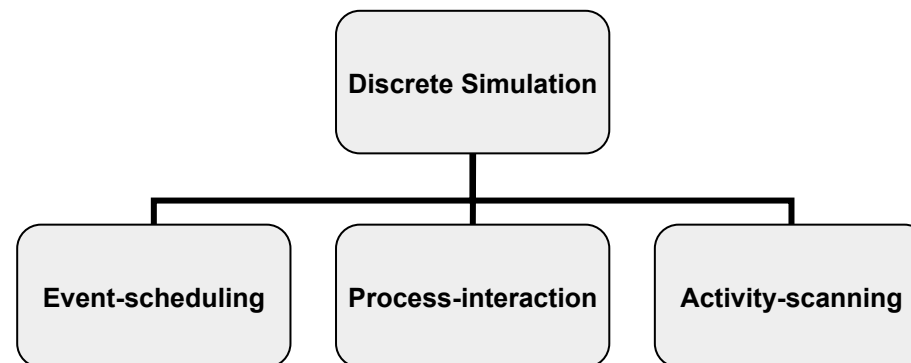 Discrete Simulation
Event-scheduling
Process-interaction
Activity-scanning